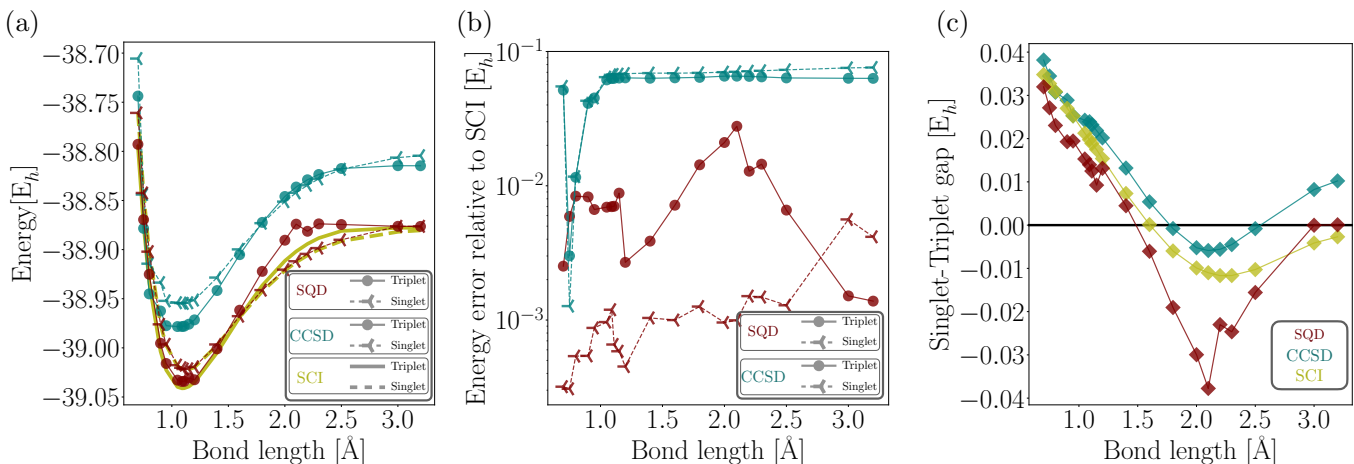 (a)
Energy[E_h]
−38.70
−38.75
−38.80
−38.85
−38.90
−38.95
−39.00
−39.05
1.0 1.5 2.0 2.5 3.0
Bond length [Å]
SQD
Triplet
Singlet
CCSD
Triplet
Singlet
SCI
Triplet
Singlet
(b)
Energy error relative to SCI [E_h]
10^{−1}
10^{−2}
10^{−3}
1.0 1.5 2.0 2.5 3.0
Bond length [Å]
SQD
Triplet
Singlet
CCSD
Triplet
Singlet
(c)
Singlet-Triplet gap [E_h]
0.04
0.03
0.02
0.01
0.00
−0.01
−0.02
−0.03
−0.04
1.0 1.5 2.0 2.5 3.0
Bond length [Å]
SQD
CCSD
SCI